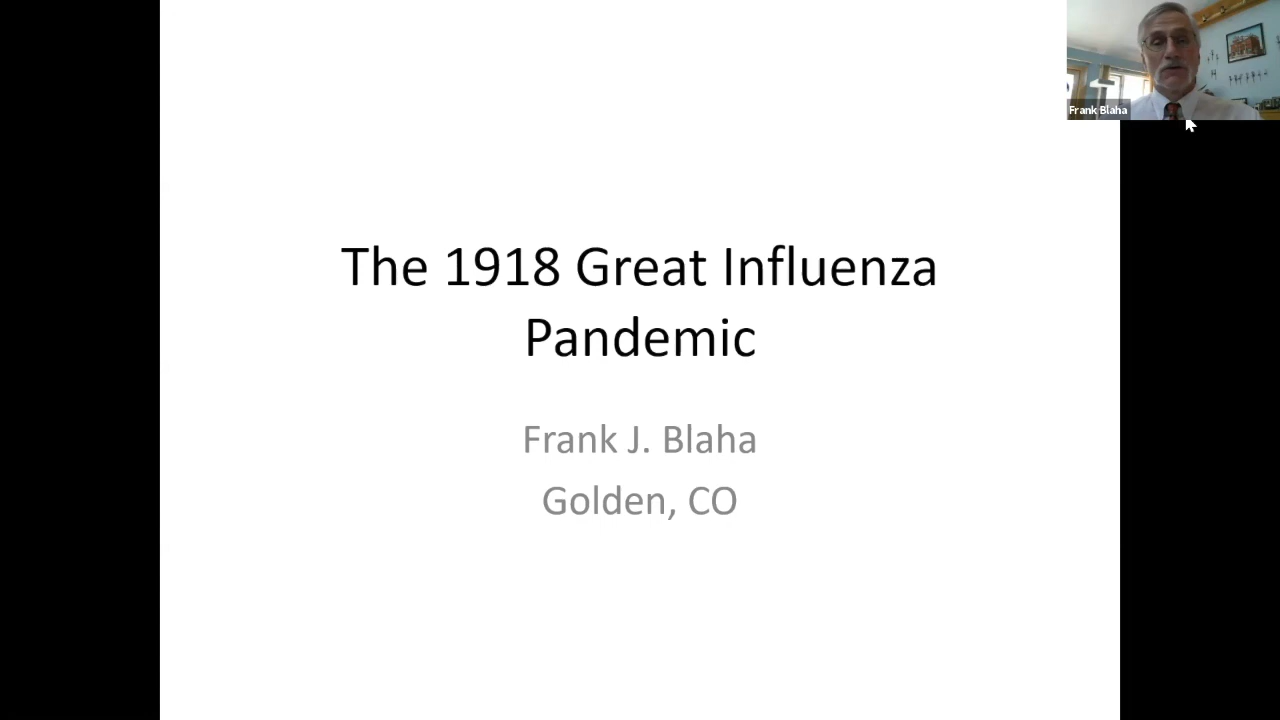 Frank Blaha
The 1918 Great Influenza
Pandemic
Frank J. Blaha
Golden, CO